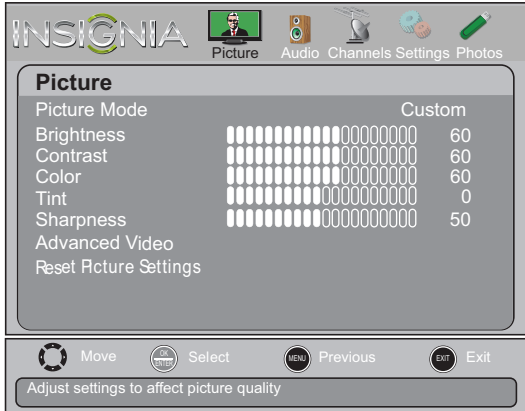 INSIGNIA
Picture Audio Channels Settings Photos
Picture
Picture Mode Custom
Brightness 60
Contrast 60
Color 60
Tint 0
Sharpness 50
Advanced Video
Reset Picture Settings
Move OK ENTER Select MENU Previous EXIT Exit
Adjust settings to affect picture quality